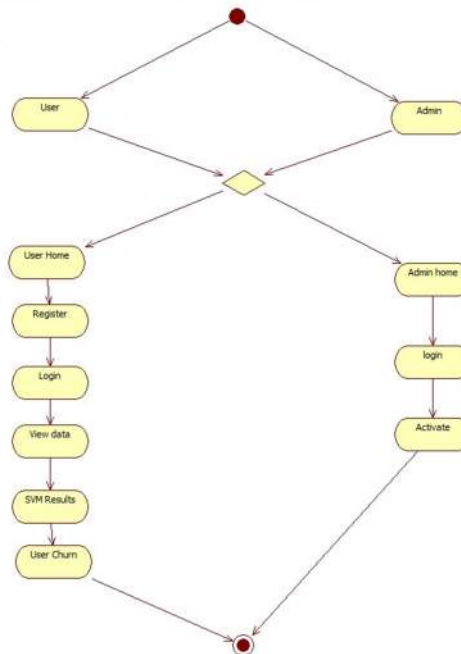 User
Admin
User Home
Admin home
Register
Login
login
View data
Activate
SVM Results
User Churn